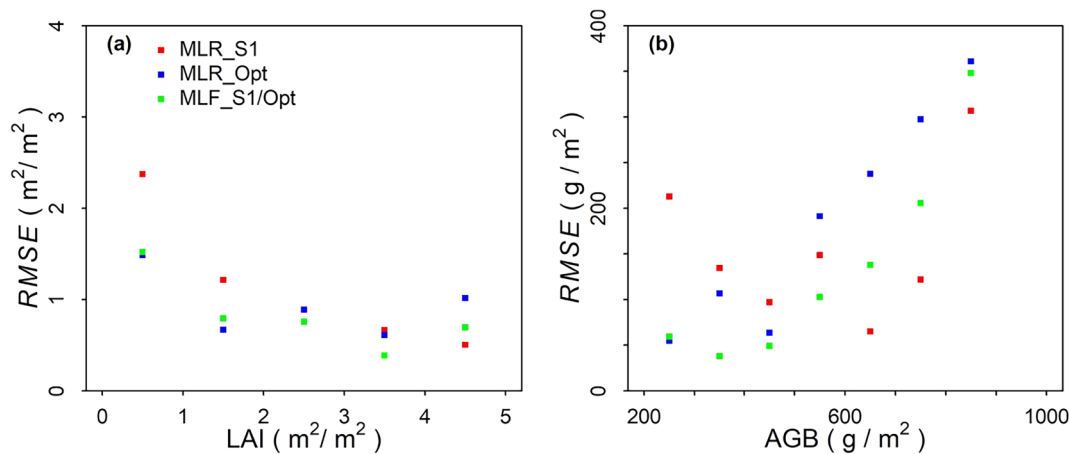 (a)
MLR_S1
MLR_Opt
MLF_S1/Opt
RMSE ( m²/ m² )
4
3
2
1
0
0 1 2 3 4 5
LAI ( m²/ m² )
(b)
RMSE ( g / m² )
400
200
0
200 600 1000
AGB ( g / m² )